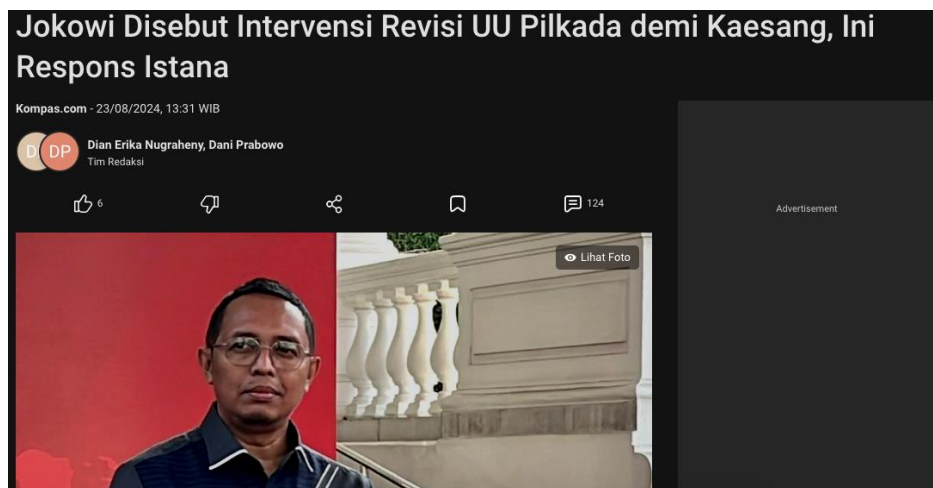 Jokowi Disebut Intervensi Revisi UU Pilkada demi Kaesang, Ini
Respons Istana
Kompas.com - 23/08/2024, 13:31 WIB
D DP
Dian Erika Nugraheny, Dani Prabowo
Tim Redaksi
6
124
Advertisement
Lihat Foto